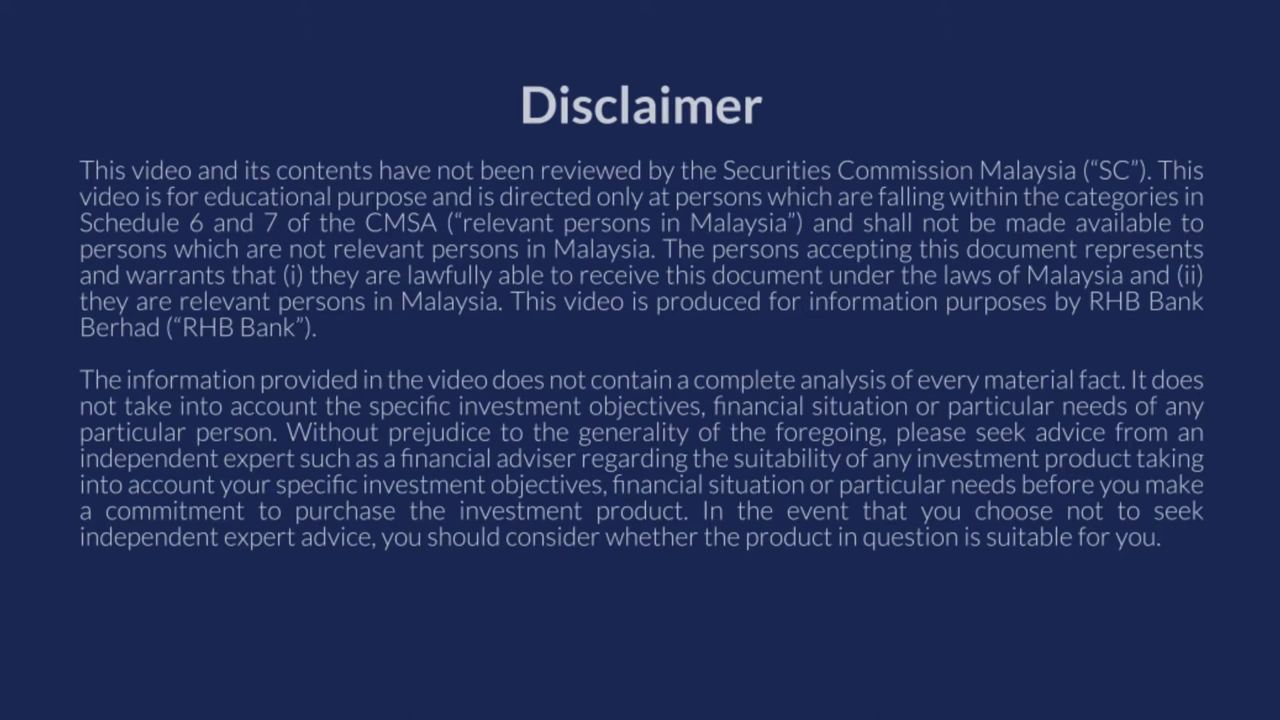 Disclaimer
This video and its contents have not been reviewed by the Securities Commission Malaysia (“SC”). This
video is for educational purpose and is directed only at persons which are falling within the categories in
Schedule 6 and 7 of the CMSA (“relevant persons in Malaysia”) and shall not be made available to
persons which are not relevant persons in Malaysia. The persons accepting this document represents
and warrants that (i) they are lawfully able to receive this document under the laws of Malaysia and (ii)
they are relevant persons in Malaysia. This video is produced for information purposes by RHB Bank
Berhad (“RHB Bank”).
The information provided in the video does not contain a complete analysis of every material fact. It does
not take into account the specific investment objectives, financial situation or particular needs of any
particular person. Without prejudice to the generality of the foregoing, please seek advice from an
independent expert such as a financial adviser regarding the suitability of any investment product taking
into account your specific investment objectives, financial situation or particular needs before you make
a commitment to purchase the investment product. In the event that you choose not to seek
independent expert advice, you should consider whether the product in question is suitable for you.